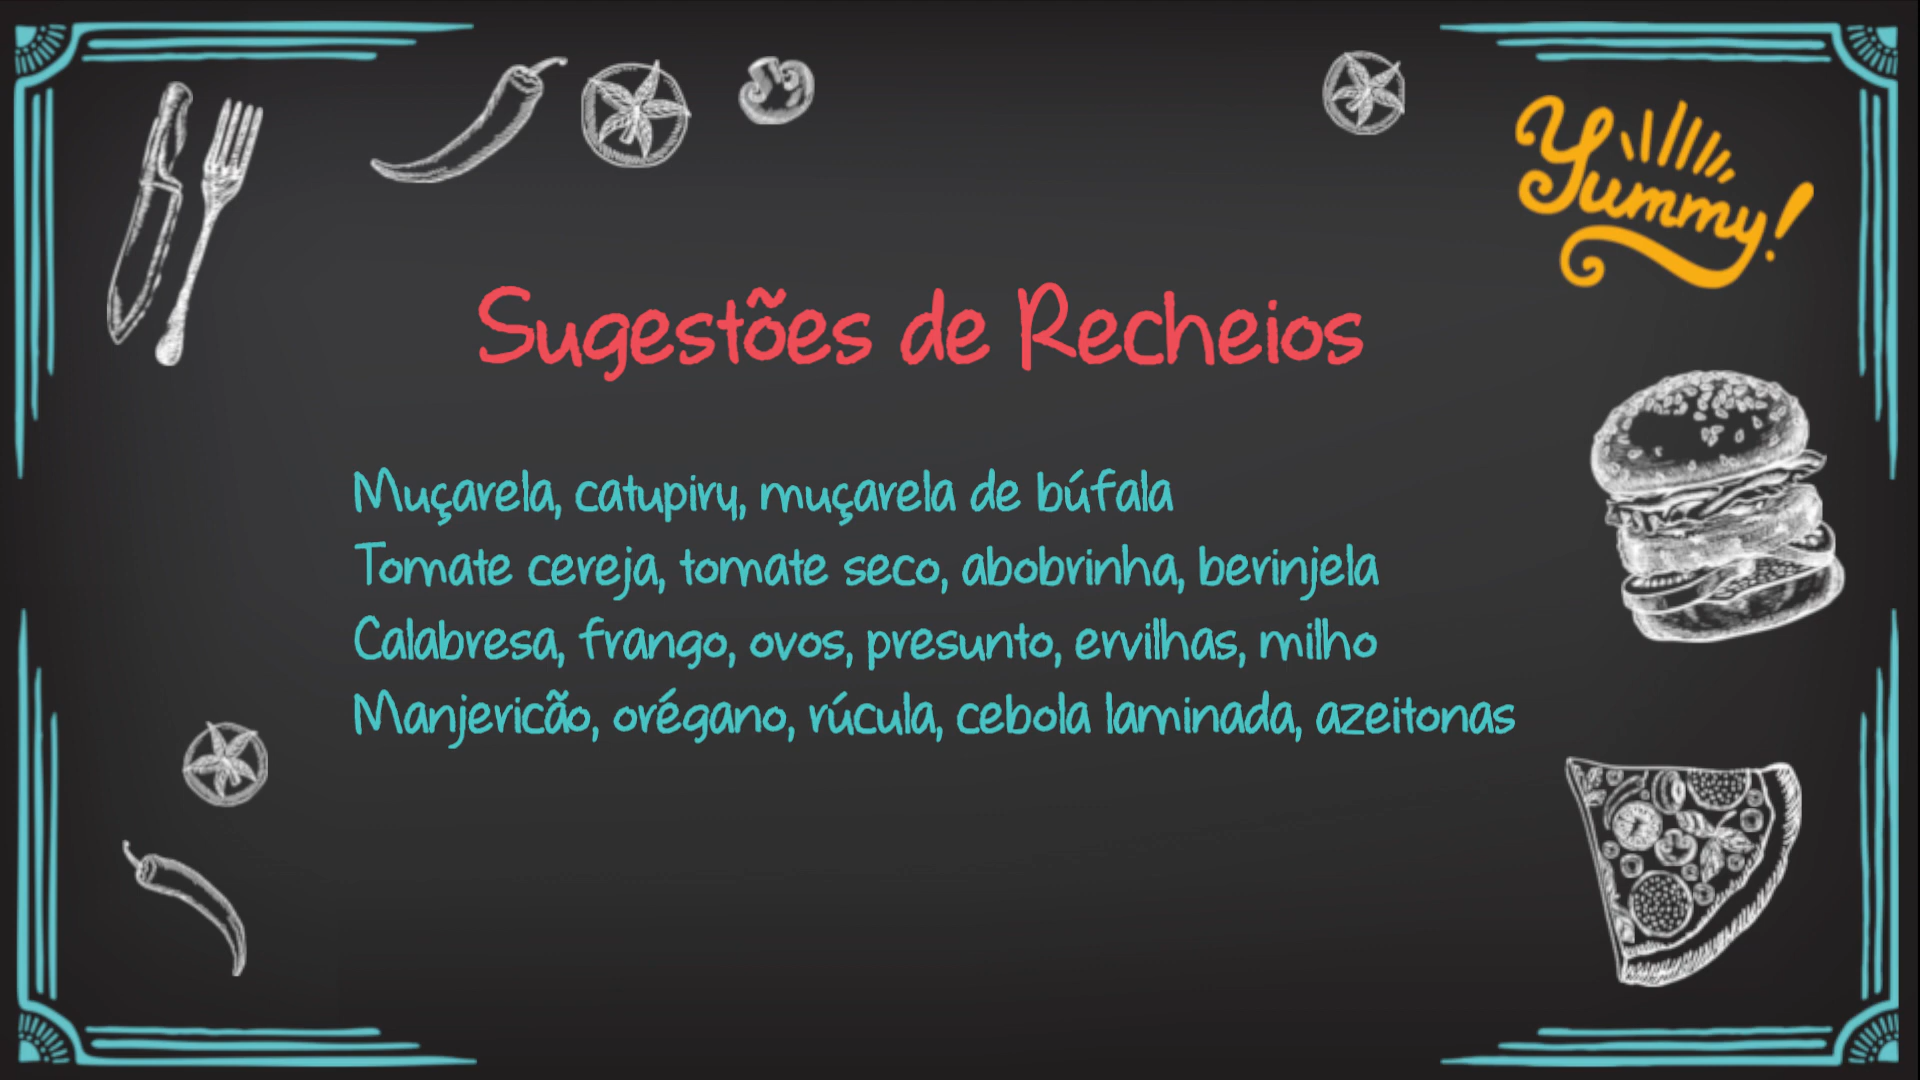 Yummy!
Sugestões de Recheios
Muçarela, catupiry, muçarela de búfala
Tomate cereja, tomate seco, abobrinha, berinjela
Calabresa, frango, ovos, presunto, ervilhas, milho
Manjericão, orégano, rúcula, cebola laminada, azeitonas